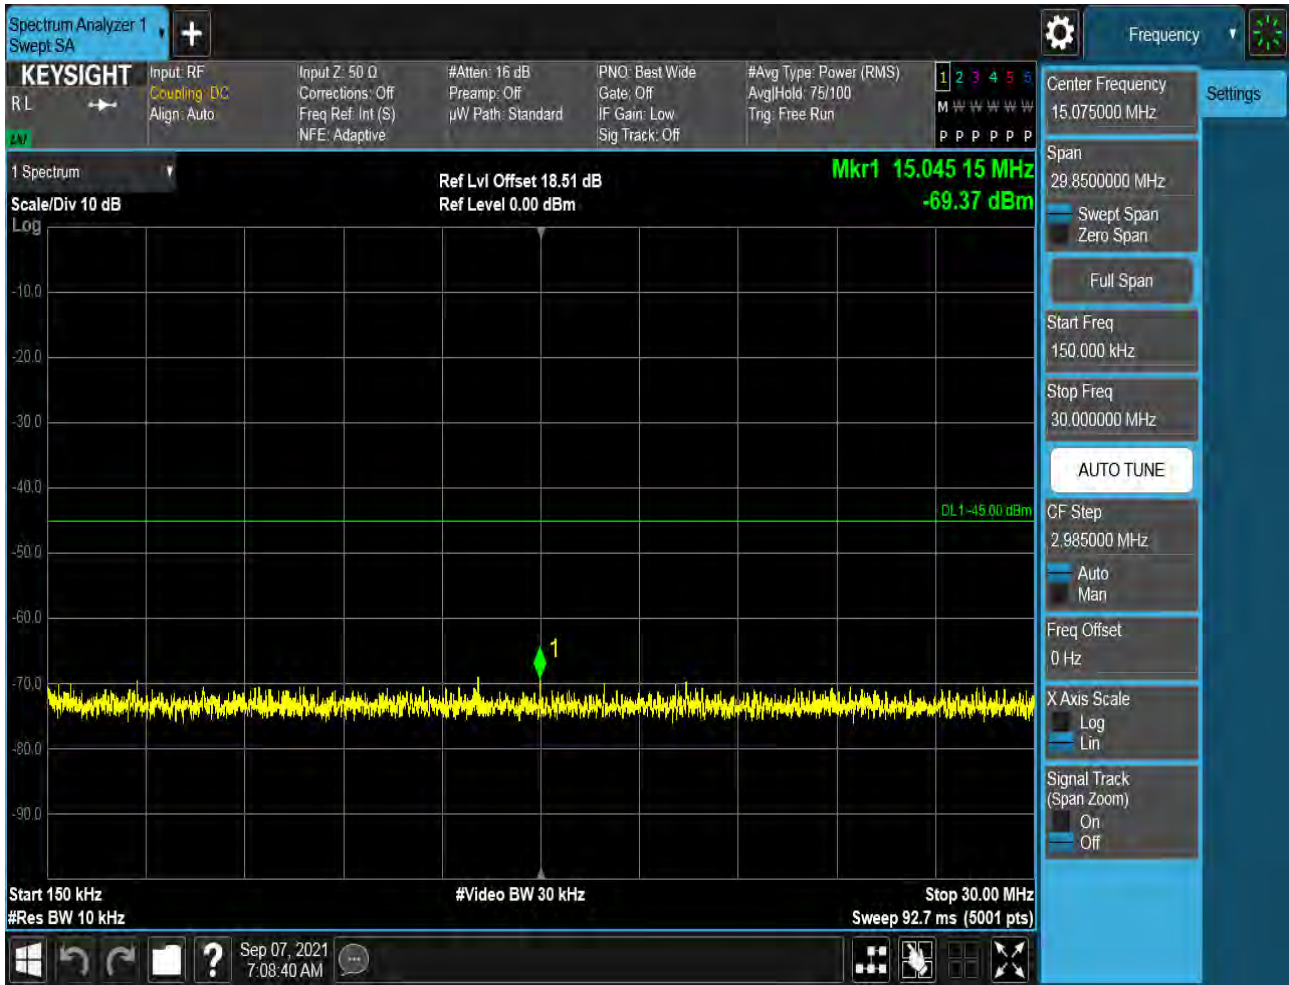 Spectrum Analyzer 1
Swept SA
Frequency
KEYSIGHT
R L
LNI
Input: RF
Coupling: DC
Align: Auto
Input Z: 50 Ω
Corrections: Off
Freq Ref: Int (S)
NFE: Adaptive
#Atten: 16 dB
Preamp: Off
µW Path: Standard
PNO: Best Wide
Gate: Off
IF Gain: Low
Sig Track: Off
#Avg Type: Power (RMS)
Avg|Hold: 75/100
Trig: Free Run
1 2 3 4 5 6
M W W W W W
P P P P P P
1 Spectrum
Scale/Div 10 dB
Ref Lvl Offset 18.51 dB
Ref Level 0.00 dBm
Mkr1 15.045 15 MHz
-69.37 dBm
Log
-10.0
-20.0
-30.0
-40.0
DL1 -45.00 dBm
-50.0
-60.0
1
-70.0
-80.0
-90.0
Start 150 kHz
#Video BW 30 kHz
Stop 30.00 MHz
#Res BW 10 kHz
Sweep 92.7 ms (5001 pts)
Center Frequency
15.075000 MHz
Settings
Span
29.8500000 MHz
Swept Span
Zero Span
Full Span
Start Freq
150.000 kHz
Stop Freq
30.000000 MHz
AUTO TUNE
CF Step
2.985000 MHz
Auto
Man
Freq Offset
0 Hz
X Axis Scale
Log
Lin
Signal Track
(Span Zoom)
On
Off
?
Sep 07, 2021
7:08:40 AM